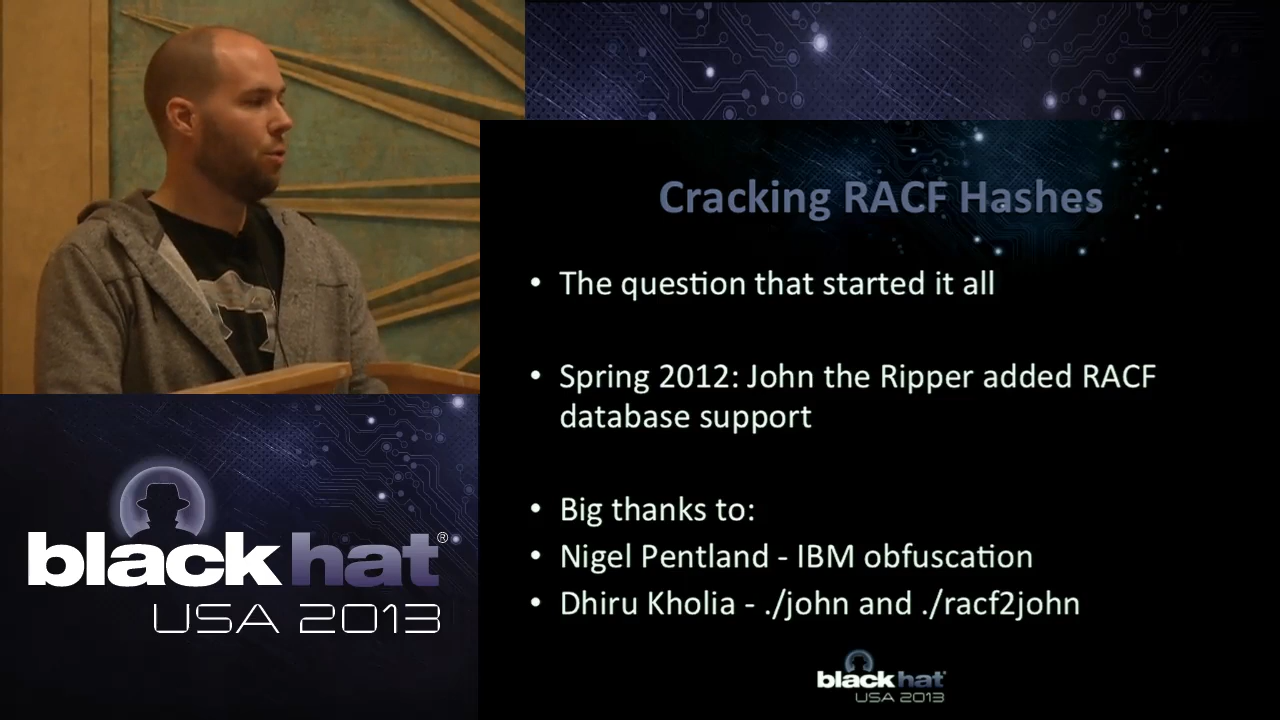 Cracking RACF Hashes
• The question that started it all
• Spring 2012: John the Ripper added RACF
database support
• Big thanks to:
• Nigel Pentland - IBM obfuscation
• Dhiru Kholia - ./john and ./racf2john
black hat®
USA 2013
black hat
USA 2013